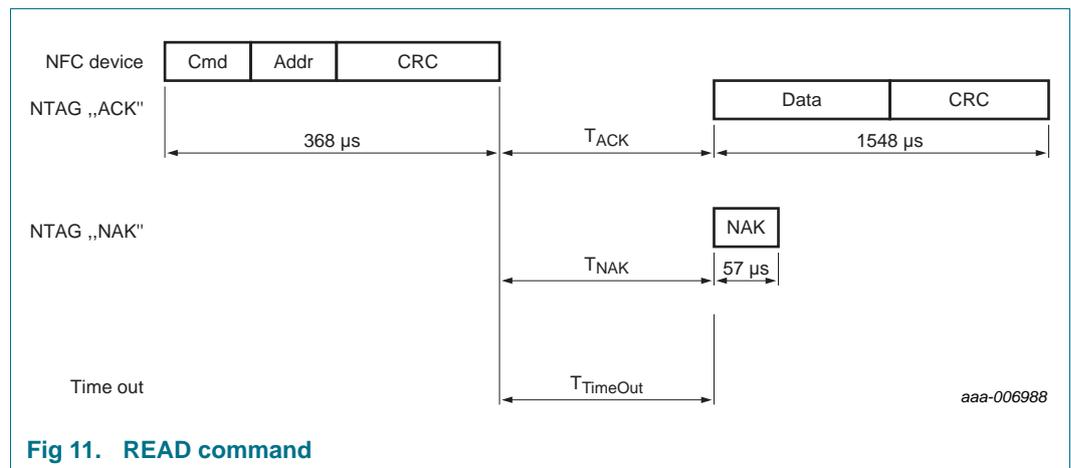 NFC device Cmd Addr CRC
NTAG ,,ACK" Data CRC
368 µs TACK 1548 µs
NTAG ,,NAK" NAK
TNAK 57 µs
Time out TTimeOut aaa-006988
Fig 11. READ command